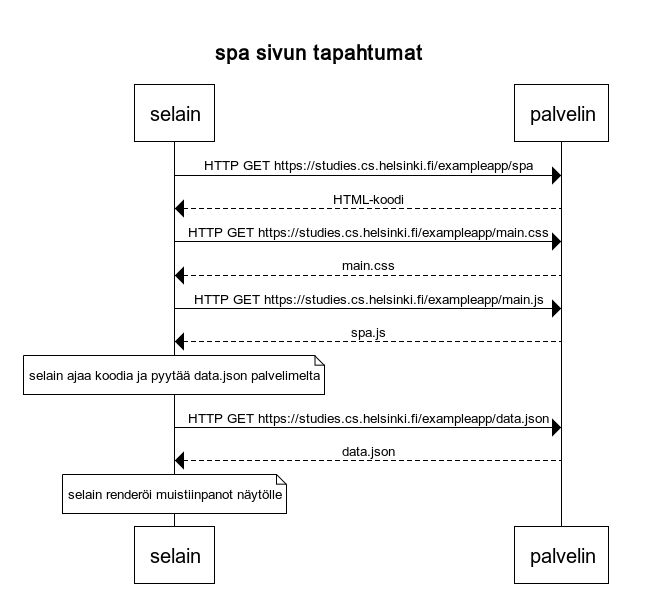 spa sivun tapahtumat
selain
palvelin
HTTP GET https://studies.cs.helsinki.fi/exampleapp/spa
HTML-koodi
HTTP GET https://studies.cs.helsinki.fi/exampleapp/main.css
main.css
HTTP GET https://studies.cs.helsinki.fi/exampleapp/main.js
spa.js
selain ajaa koodia ja pyytää data.json palvelimelta
HTTP GET https://studies.cs.helsinki.fi/exampleapp/data.json
data.json
selain renderöi muistiinpanot näytölle
selain
palvelin